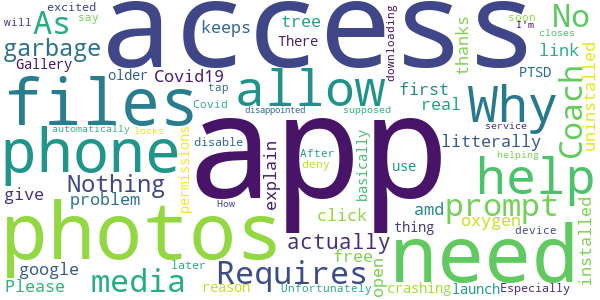 access
app
files
phone
photos
need
allow
Why
help
Coach
prompt
media
Requires
Nothing
As
garbage
No
actually
Covid19
keeps
tree
There
excited
say
will
soon
I'm
closes
tap
older
Gallery
Covid
first
real
thanks
downloading
link
PTSD
uninstalled
automatically
locks
disappointed
supposed
disable
After
deny
use
service
helping
How
litterally
permissions
explain
basically
give
problem
click
amd
thing
oxygen
installed
google
free
open
Please
later
reason
Unfortunately
crashing
launch
device
Especially